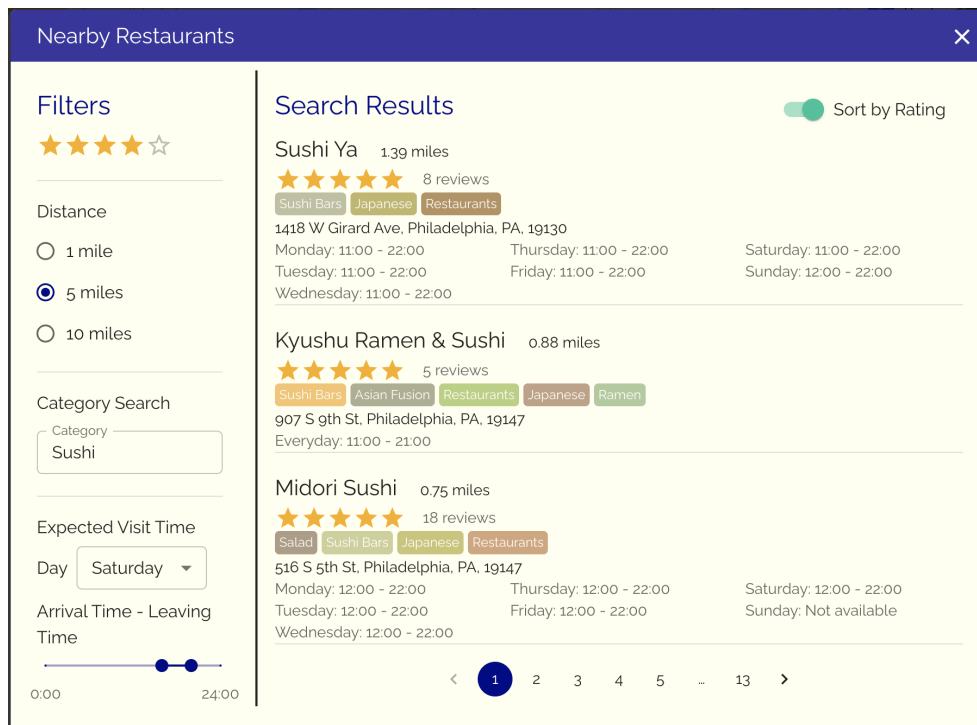 Nearby Restaurants
Filters
Distance
1 mile
5 miles
10 miles
Category Search
Category
Sushi
Expected Visit Time
Day Saturday
Arrival Time - Leaving
Time
0:00 24:00
Search Results
Sort by Rating
Sushi Ya 1.39 miles
8 reviews
Sushi Bars Japanese Restaurants
1418 W Girard Ave, Philadelphia, PA, 19130
Monday: 11:00 - 22:00 Thursday: 11:00 - 22:00 Saturday: 11:00 - 22:00
Tuesday: 11:00 - 22:00 Friday: 11:00 - 22:00 Sunday: 12:00 - 22:00
Wednesday: 11:00 - 22:00
Kyushu Ramen & Sushi 0.88 miles
5 reviews
Sushi Bars Asian Fusion Restaurants Japanese Ramen
907 S 9th St, Philadelphia, PA, 19147
Everyday: 11:00 - 21:00
Midori Sushi 0.75 miles
18 reviews
Salad Sushi Bars Japanese Restaurants
516 S 5th St, Philadelphia, PA, 19147
Monday: 12:00 - 22:00 Thursday: 12:00 - 22:00 Saturday: 12:00 - 22:00
Tuesday: 12:00 - 22:00 Friday: 12:00 - 22:00 Sunday: Not available
Wednesday: 12:00 - 22:00
1 2 3 4 5 … 13